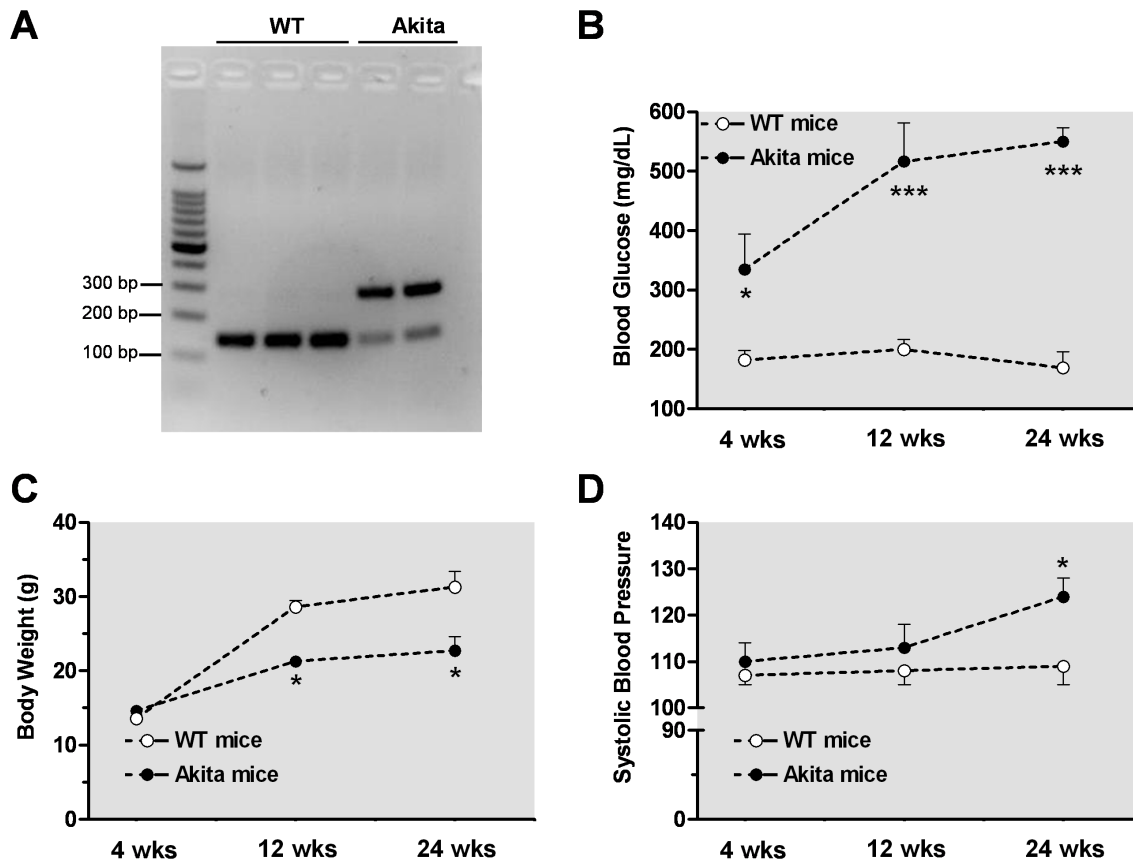 A
WT Akita
300 bp
200 bp
100 bp
B
Blood Glucose (mg/dL)
600
500
400
300
200
100
WT mice
Akita mice
*
***
***
4 wks 12 wks 24 wks
C
Body Weight (g)
40
30
20
10
0
*
*
WT mice
Akita mice
4 wks 12 wks 24 wks
D
Systolic Blood Pressure
140
130
120
110
100
90
0
*
WT mice
Akita mice
4 wks 12 wks 24 wks